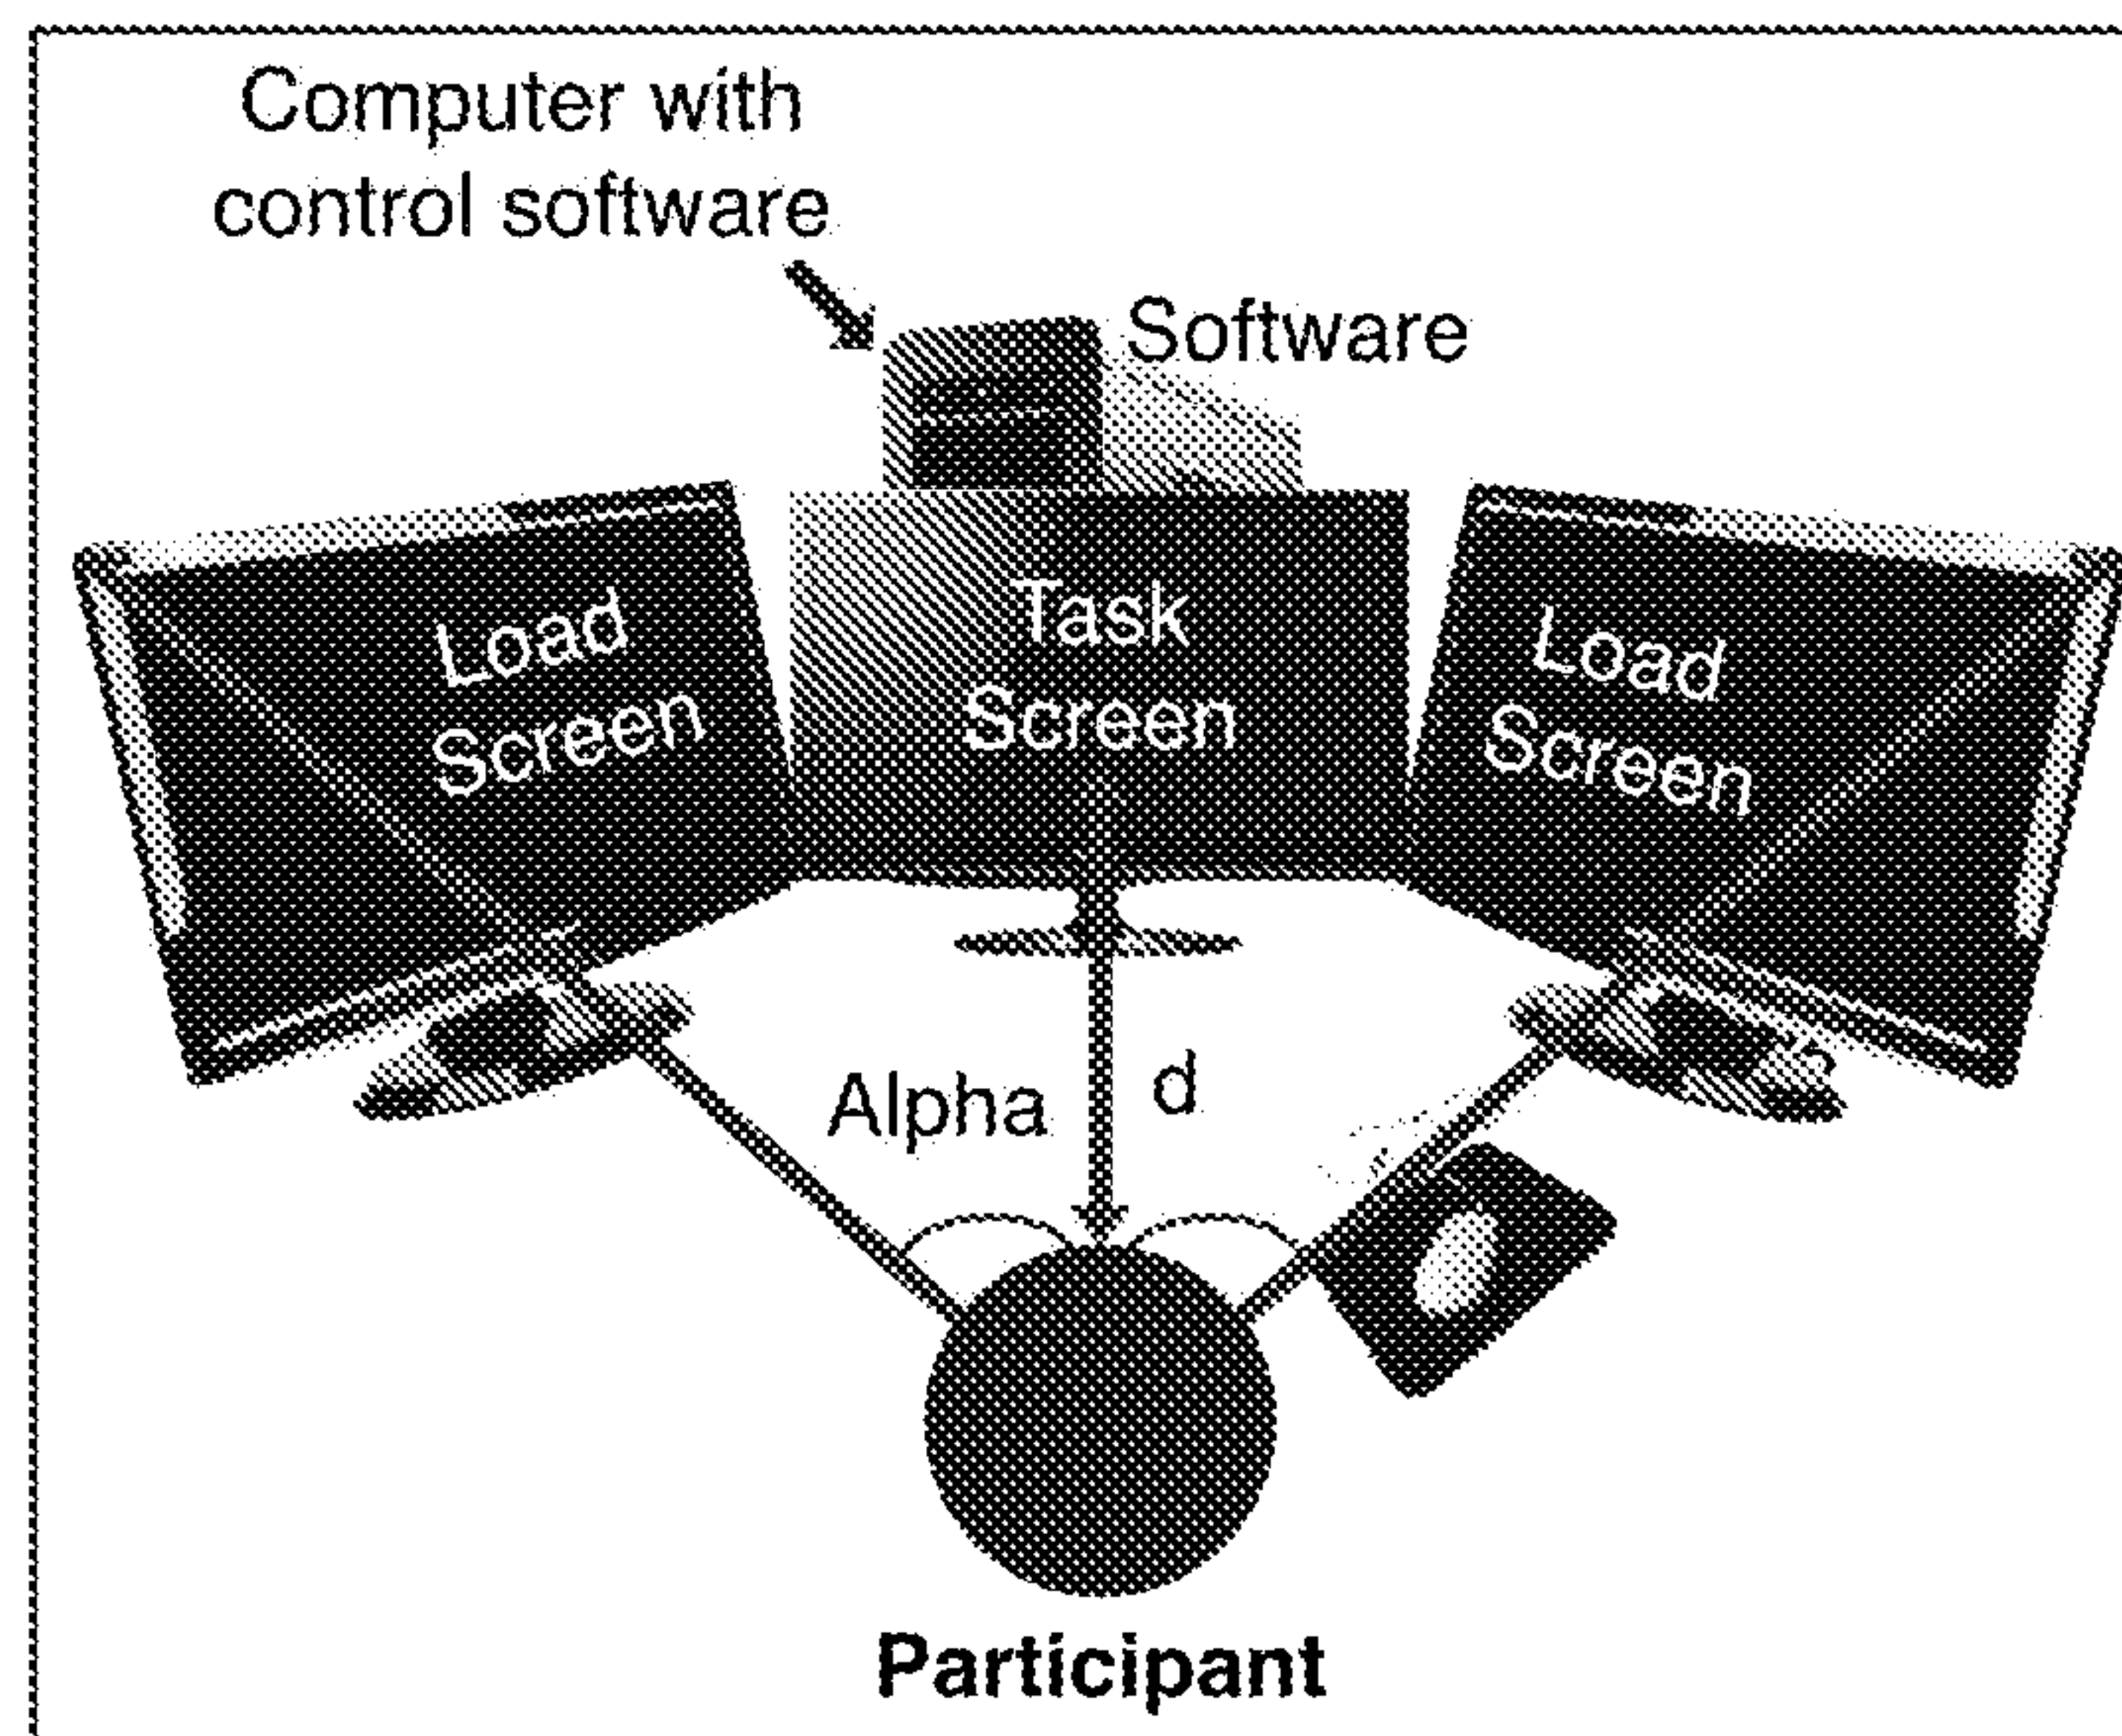 Computer with
control software
Software
Load
Screen
Task
Screen
Load
Screen
Alpha
d
Participant